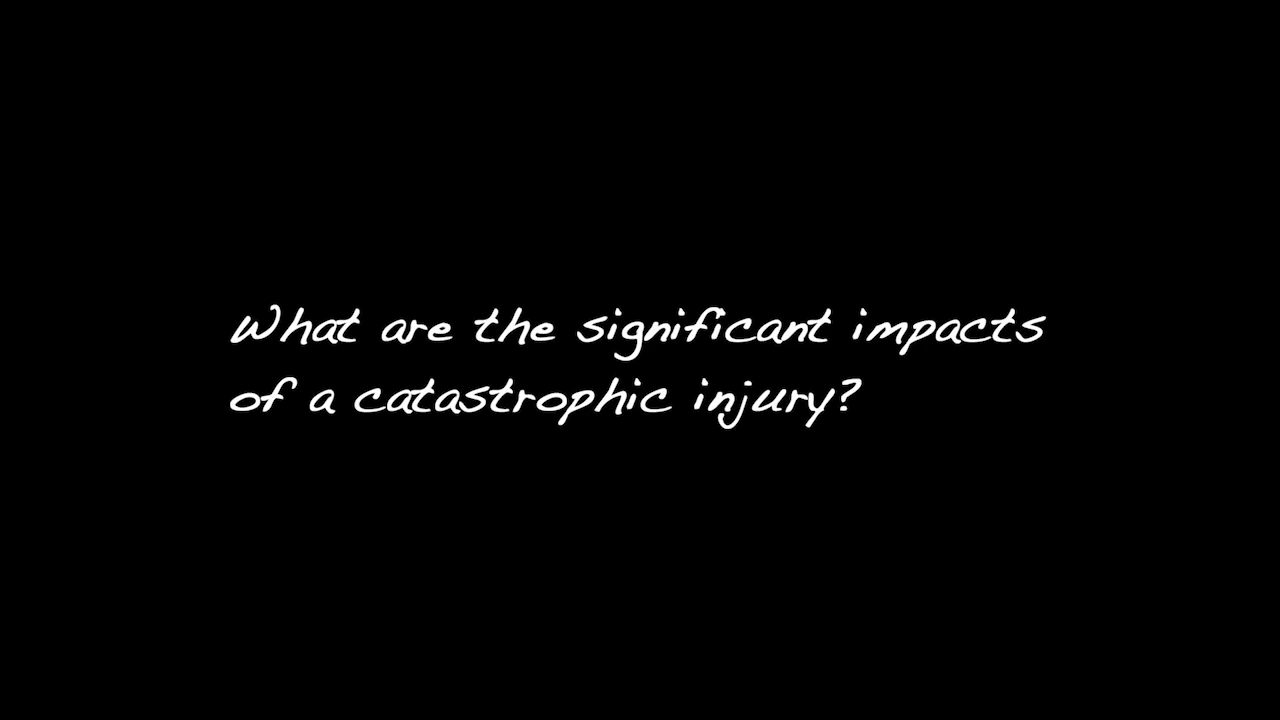 What are the significant impacts
of a catastrophic injury?